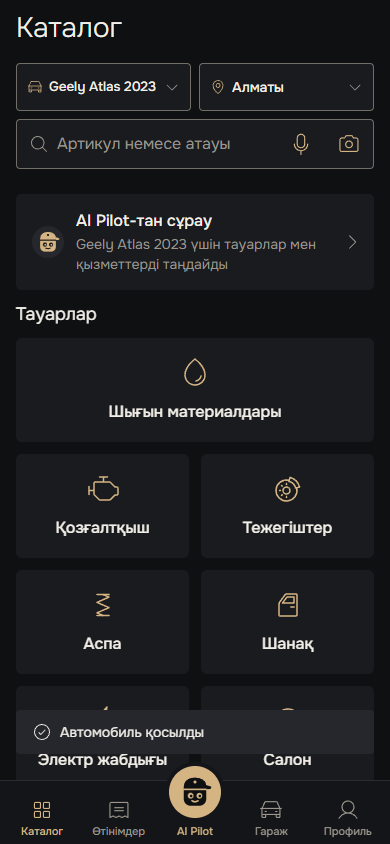 Каталог
Geely Atlas 2023
Алматы
Артикул немесе атауы
AI Pilot-тан сұрау
Geely Atlas 2023 үшін тауарлар мен
қызметтерді таңдайды
Тауарлар
Шығын материалдары
Қозғалтқыш
Тежегіштер
Аспа
Шанақ
Автомобиль қосылды
Электр жабдығы
Салон
Каталог
Өтінімдер
AI Pilot
Гараж
Профиль